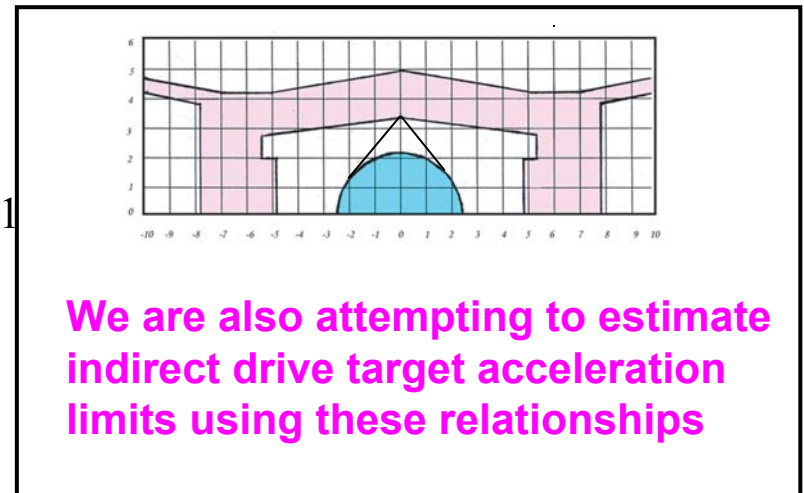 6
5
4
3
2
1
0
1
-10 -9 -8 -7 -6 -5 -4 -3 -2 -1 0 1 2 3 4 5 6 7 8 9 10
We are also attempting to estimate
indirect drive target acceleration
limits using these relationships